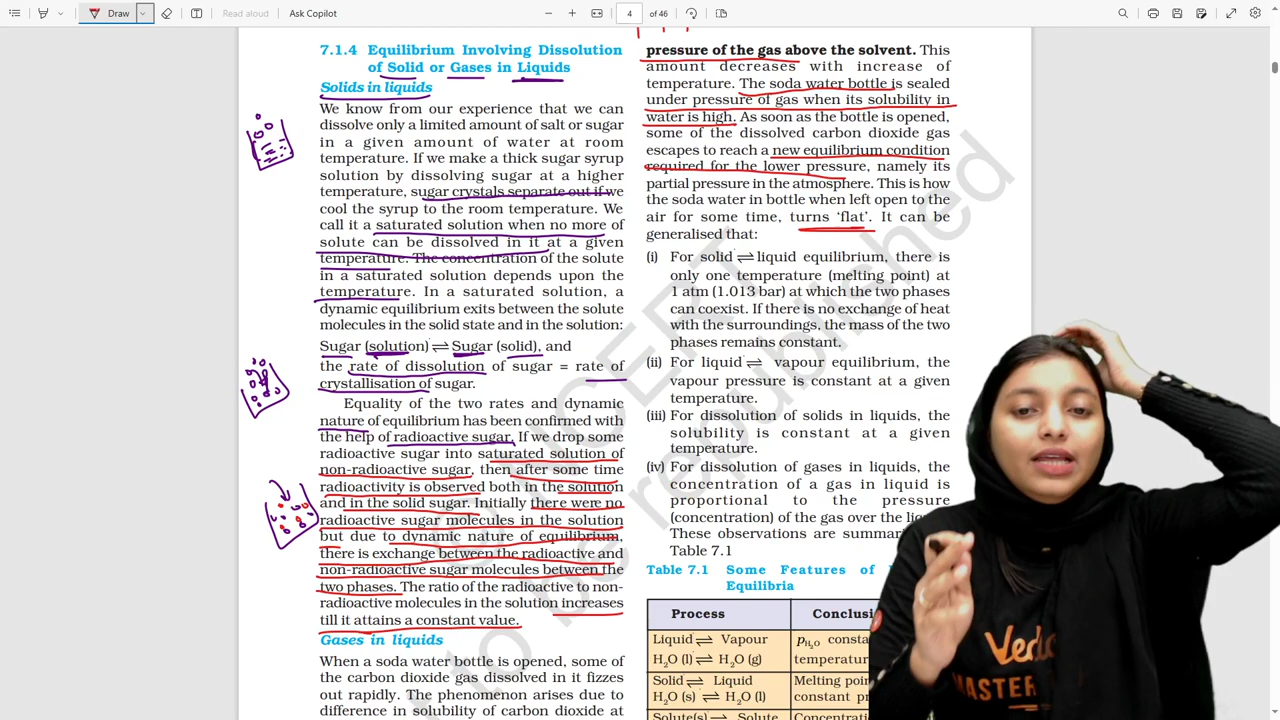 Draw
Read aloud
Ask Copilot
4
of 46
7.1.4 Equilibrium Involving Dissolution
of Solid or Gases in Liquids
Solids in liquids
We know from our experience that we can
dissolve only a limited amount of salt or sugar
in a given amount of water at room
temperature. If we make a thick sugar syrup
solution by dissolving sugar at a higher
temperature, sugar crystals separate out if we
cool the syrup to the room temperature. We
call it a saturated solution when no more of
solute can be dissolved in it at a given
temperature. The concentration of the solute
in a saturated solution depends upon the
temperature. In a saturated solution, a
dynamic equilibrium exits between the solute
molecules in the solid state and in the solution:
Sugar (solution) ⇌ Sugar (solid), and
the rate of dissolution of sugar = rate of
crystallisation of sugar.
Equality of the two rates and dynamic
nature of equilibrium has been confirmed with
the help of radioactive sugar. If we drop some
radioactive sugar into saturated solution of
non-radioactive sugar, then after some time
radioactivity is observed both in the solution
and in the solid sugar. Initially there were no
radioactive sugar molecules in the solution
but due to dynamic nature of equilibrium,
there is exchange between the radioactive and
non-radioactive sugar molecules between the
two phases. The ratio of the radioactive to non-
radioactive molecules in the solution increases
till it attains a constant value.
Gases in liquids
When a soda water bottle is opened, some of
the carbon dioxide gas dissolved in it fizzes
out rapidly. The phenomenon arises due to
difference in solubility of carbon dioxide at
pressure of the gas above the solvent. This
amount decreases with increase of
temperature. The soda water bottle is sealed
under pressure of gas when its solubility in
water is high. As soon as the bottle is opened,
some of the dissolved carbon dioxide gas
escapes to reach a new equilibrium condition
required for the lower pressure, namely its
partial pressure in the atmosphere. This is how
the soda water in bottle when left open to the
air for some time, turns ‘flat’. It can be
generalised that:
(i) For solid ⇌ liquid equilibrium, there is
only one temperature (melting point) at
1 atm (1.013 bar) at which the two phases
can coexist. If there is no exchange of heat
with the surroundings, the mass of the two
phases remains constant.
(ii) For liquid ⇌ vapour equilibrium, the
vapour pressure is constant at a given
temperature.
(iii) For dissolution of solids in liquids, the
solubility is constant at a given
temperature.
(iv) For dissolution of gases in liquids, the
concentration of a gas in liquid is
proportional to the pressure
(concentration) of the gas over the
These observations are
Table 7.1
Table 7.1 Some Features of
Equilibria
Process
Liquid ⇌ Vapour
H₂O (l) ⇌ H₂O (g)
temperature
Solid ⇌ Liquid
H₂O (s) ⇌ H₂O (l)
constant
Solute(s) ⇌ Solute
NCERT
to be republished
MASTER